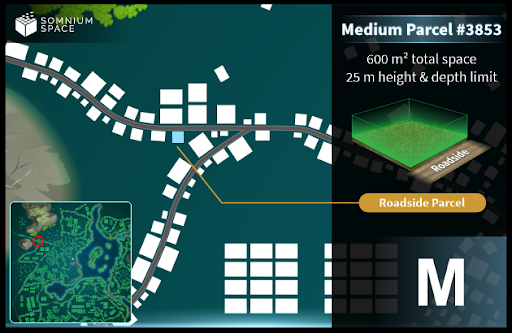 SOMNIUM
SPACE
Medium Parcel #3853
600 m² total space
25 m height & depth limit
Roadside
Roadside Parcel
M